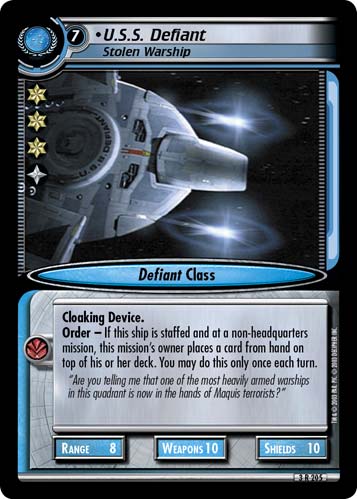 7
•U.S.S. Defiant
Stolen Warship
U.S.S. DEFIANT
Defiant Class
Cloaking Device.
Order – If this ship is staffed and at a non-headquarters
mission, this mission's owner places a card from hand
on top of his or her deck. You may do this only once each turn.
"Are you telling me that one of the most heavily armed warships
in this quadrant is now in the hands of Maquis terrorists?"
RANGE 8
WEAPONS 10
SHIELDS 10
3 R 205